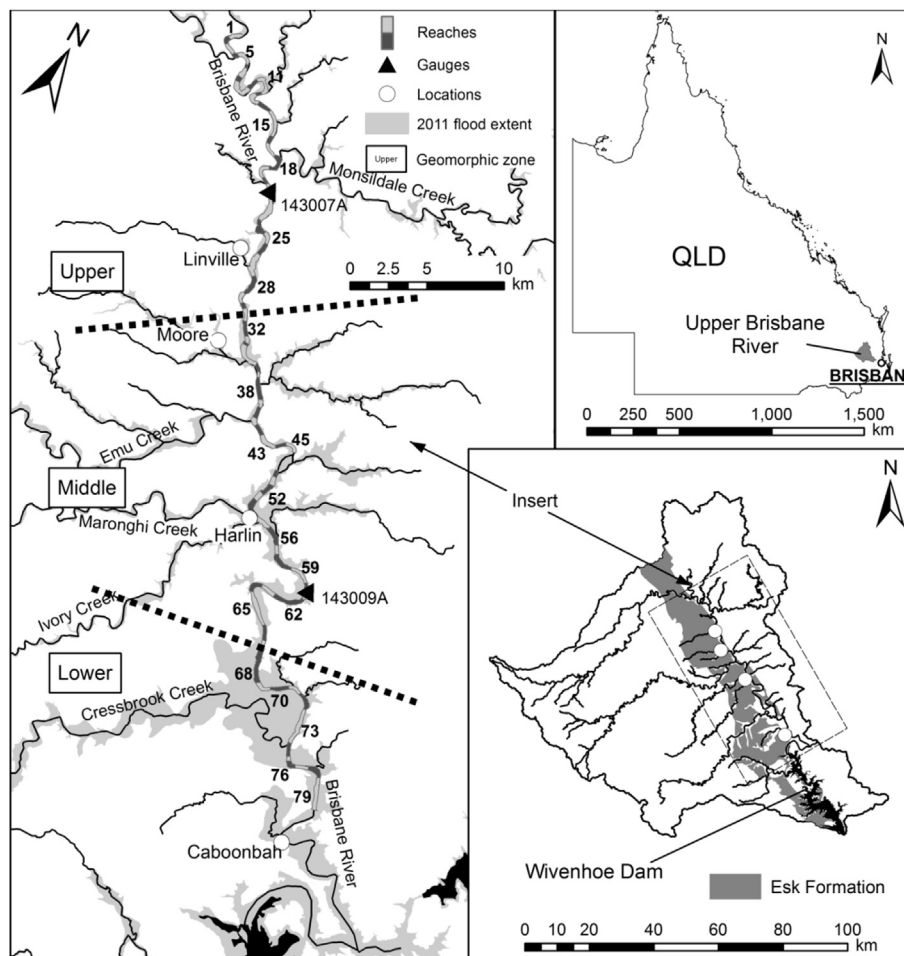 N
1
5
11
15
18
Brisbane
River
Monsildale Creek
143007A
25
Linville
28
Upper
0 2.5 5 10
km
32
Moore
38
Emu Creek
43
45
Middle
52
Maronghi Creek
Harlin
56
59
143009A
62
65
Ivory Creek
Lower
68
Cressbrook Creek
70
73
76
79
Brisbane River
Caboonbah
Reaches
Gauges
Locations
2011 flood extent
Upper Geomorphic zone
N
QLD
Upper Brisbane
River
BRISBAN
0 250 500 1,000 1,500
km
N
Insert
Wivenhoe Dam
Esk Formation
0 20 40 60 80 100
km